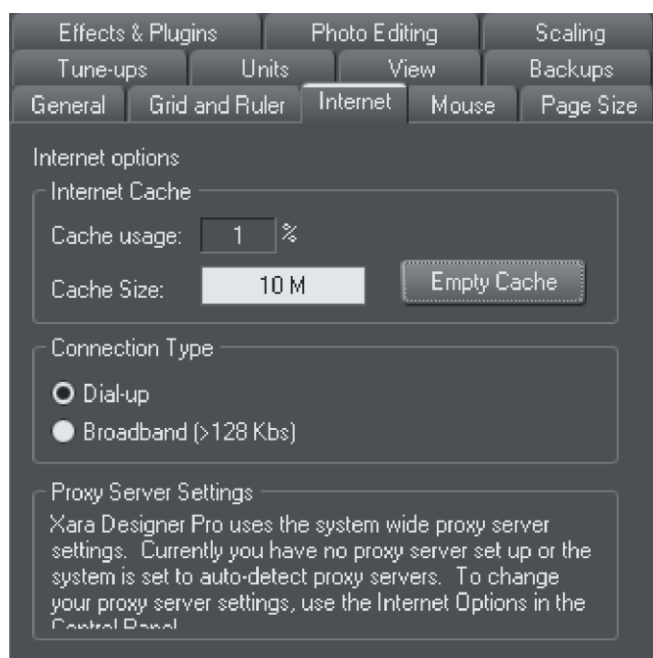 Effects & Plugins Photo Editing Scaling
Tune-ups Units View Backups
General Grid and Ruler Internet Mouse Page Size
Internet options
Internet Cache
Cache usage: 1 %
Cache Size: 10 M Empty Cache
Connection Type
Dial-up
Broadband (>128 Kbs)
Proxy Server Settings
Xara Designer Pro uses the system wide proxy server
settings. Currently you have no proxy server set up or the
system is set to auto-detect proxy servers. To change
your proxy server settings, use the Internet Options in the
Control Panel